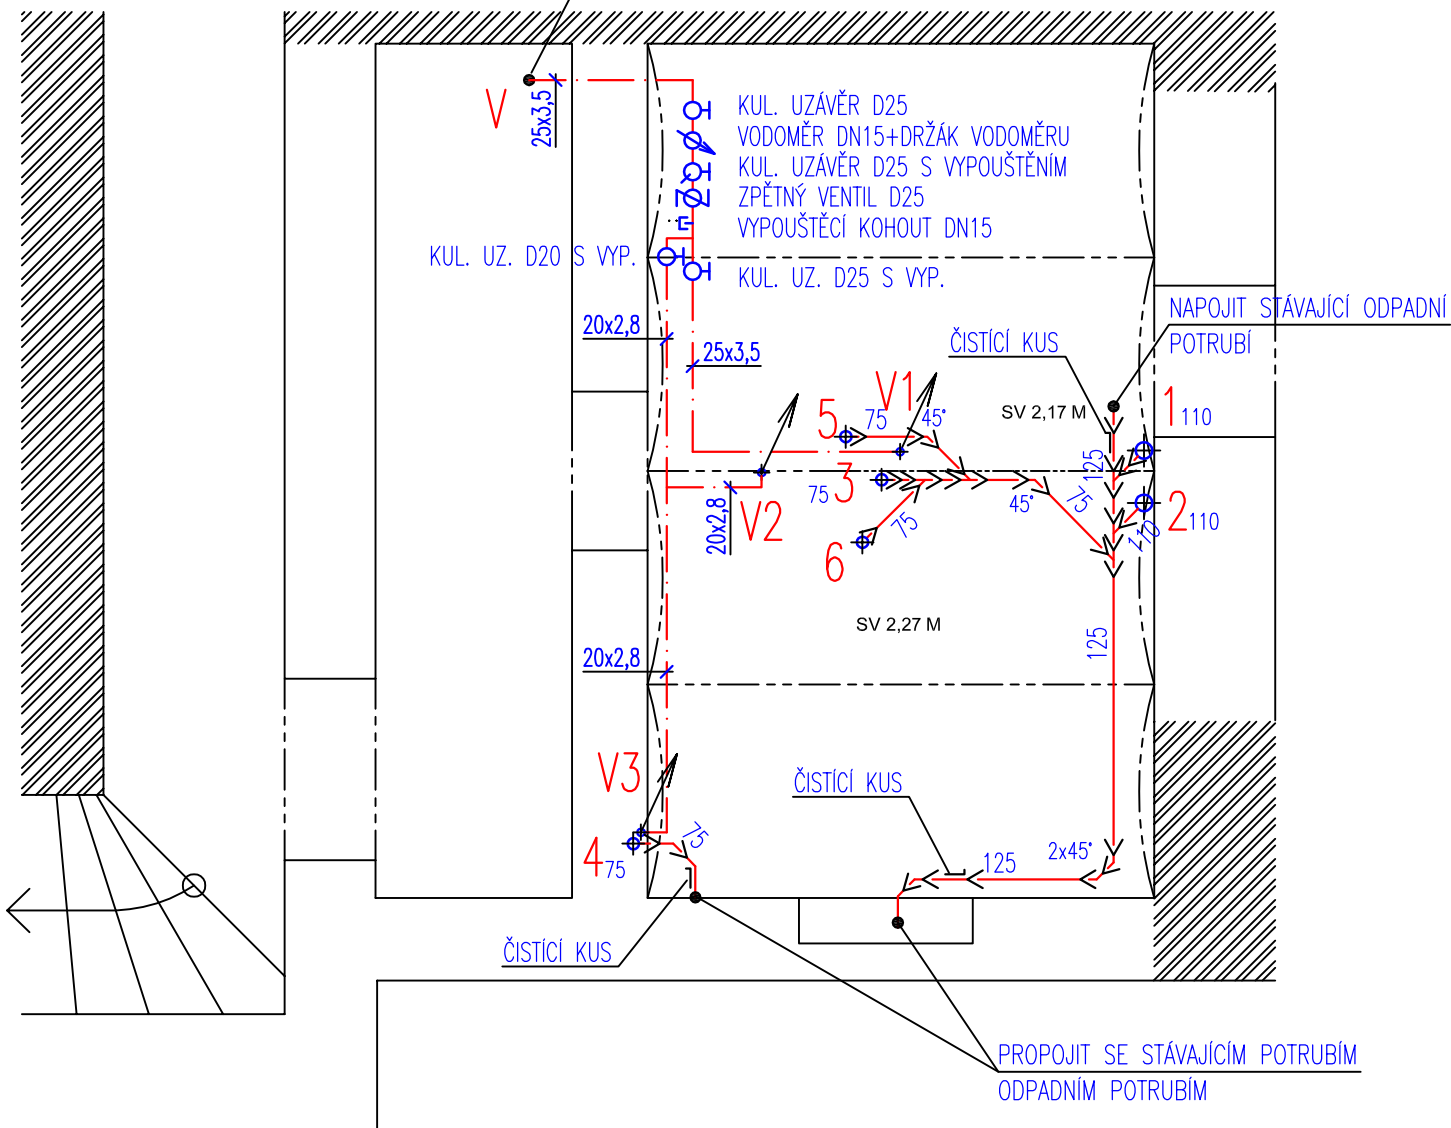 V
25x3,5
KUL. UZÁVĚR D25
VODOMĚR DN15+DRŽÁK VODOMĚRU
KUL. UZÁVĚR D25 S VYPOUŠTĚNÍM
ZPĚTNÝ VENTIL D25
VYPOUŠTĚCÍ KOHOUT DN15
KUL. UZ. D20 S VYP.
KUL. UZ. D25 S VYP.
20x2,8
25x3,5
NAPOJIT STÁVAJÍCÍ ODPADNÍ
POTRUBÍ
ČISTÍCÍ KUS
5
75
V1
45°
SV 2,17 M
1
110
125
75
3
45°
75
2
110
110
20x2,8
V2
75
6
SV 2,27 M
125
20x2,8
V3
4
75
75
ČISTÍCÍ KUS
125
2x45°
ČISTÍCÍ KUS
PROPOJIT SE STÁVAJÍCÍM POTRUBÍM
ODPADNÍM POTRUBÍM